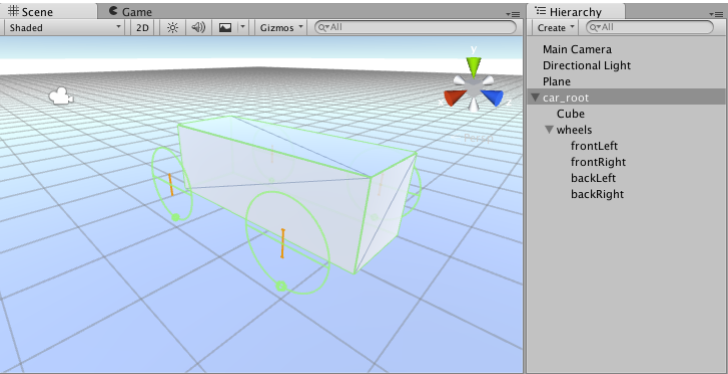 Scene
Game
Hierarchy
Shaded
2D
Gizmos
All
Create
All
y
Persp
Main Camera
Directional Light
Plane
car_root
Cube
wheels
frontLeft
frontRight
backLeft
backRight